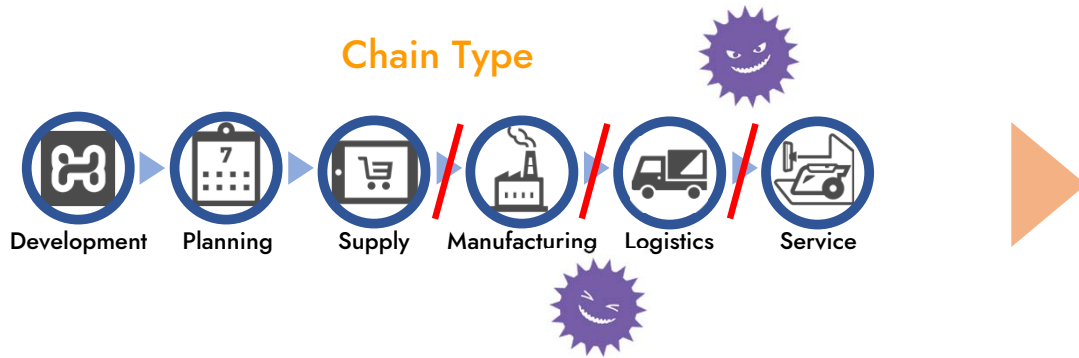 Chain Type
7
Development
Planning
Supply
Manufacturing
Logistics
Service